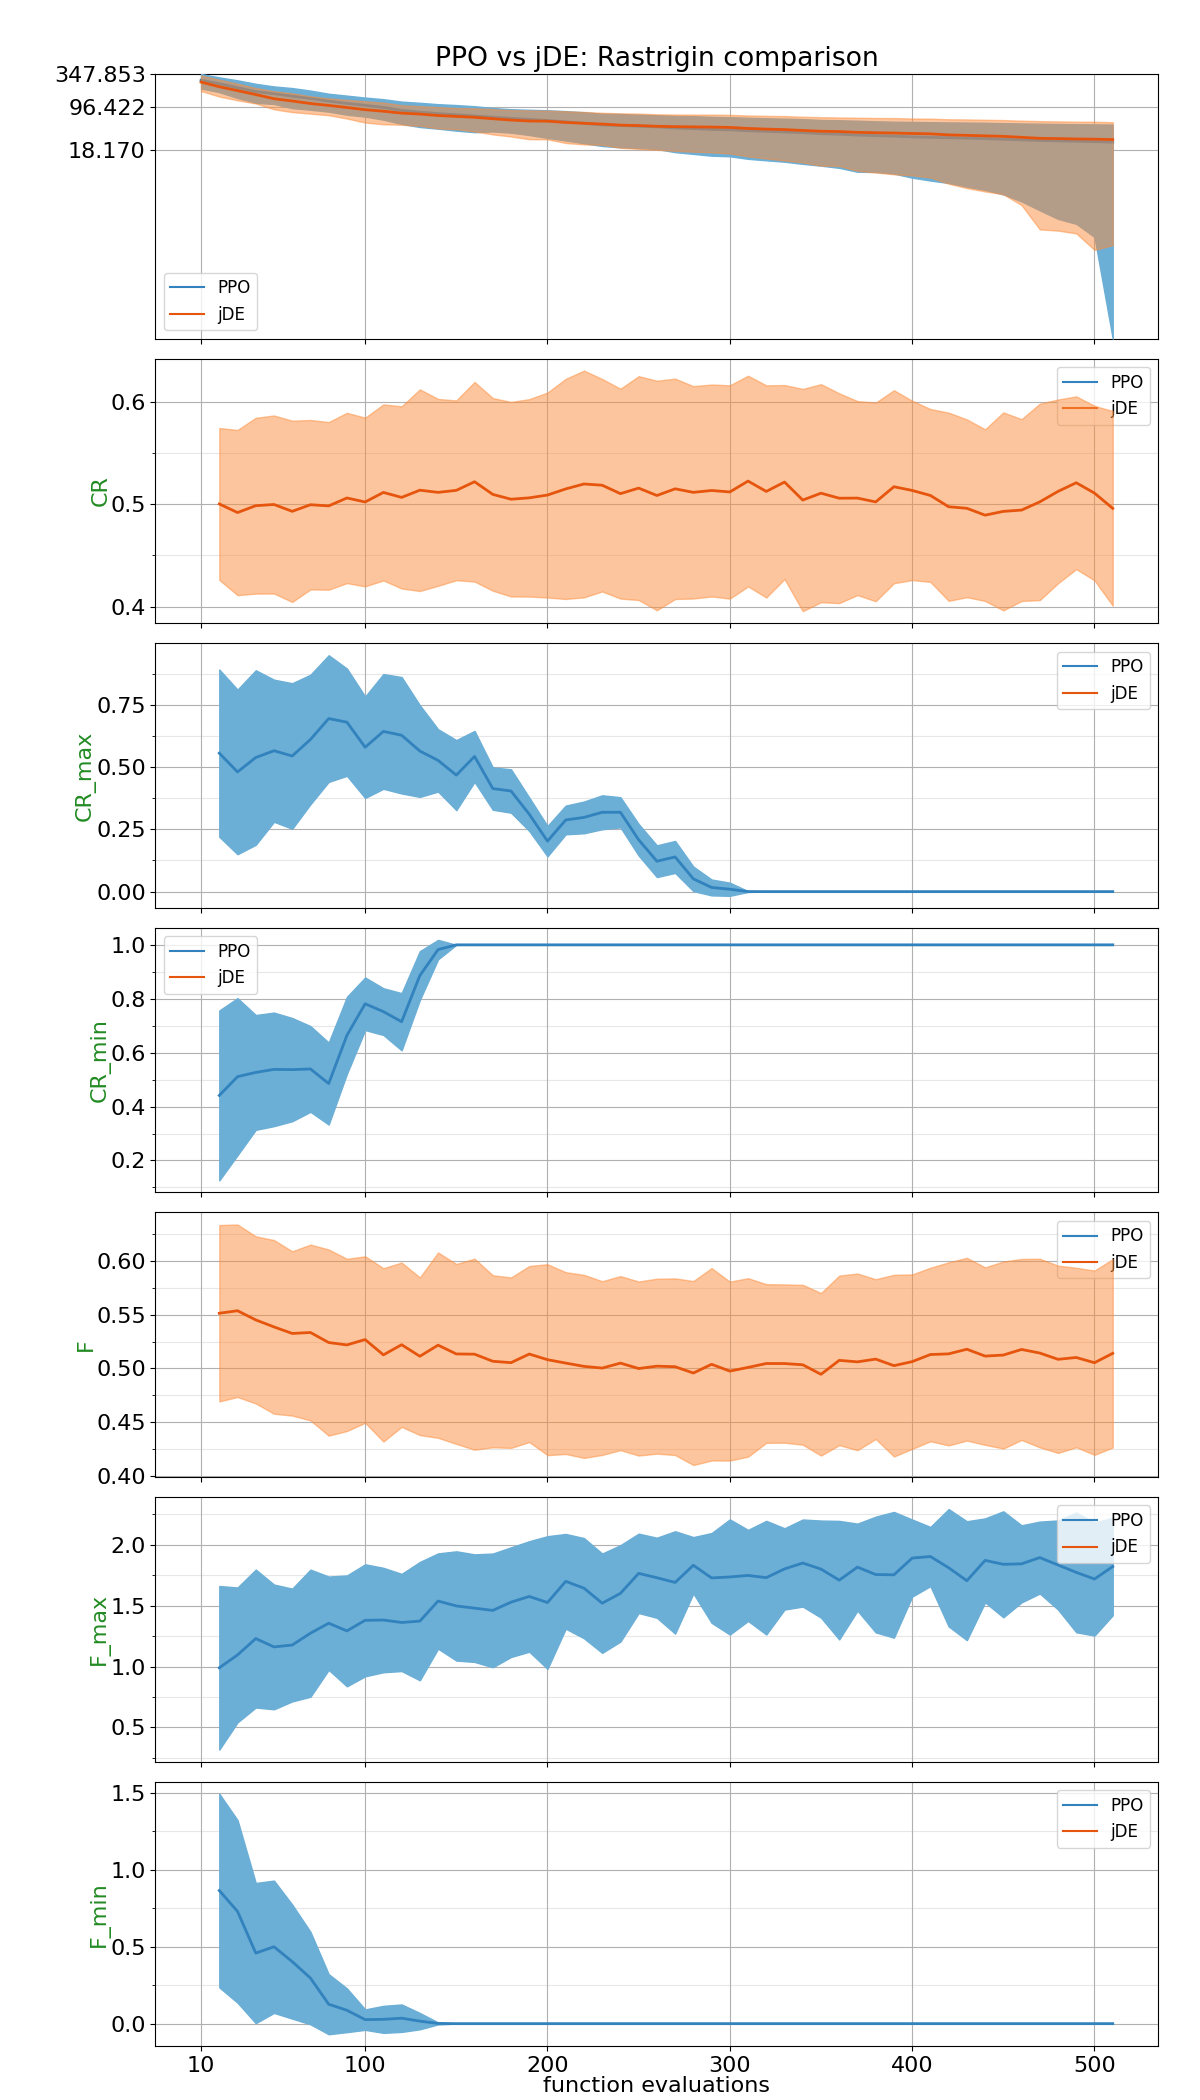 PPO vs jDE: Rastrigin comparison
347.853
96.422
18.170
PPO
jDE
CR
0.6
0.5
0.4
PPO
jDE
CR_max
0.75
0.50
0.25
0.00
PPO
jDE
CR_min
1.0
0.8
0.6
0.4
0.2
PPO
jDE
F
0.60
0.55
0.50
0.45
0.40
PPO
jDE
F_max
2.0
1.5
1.0
0.5
PPO
jDE
F_min
1.5
1.0
0.5
0.0
PPO
jDE
10 100 200 300 400 500
function evaluations